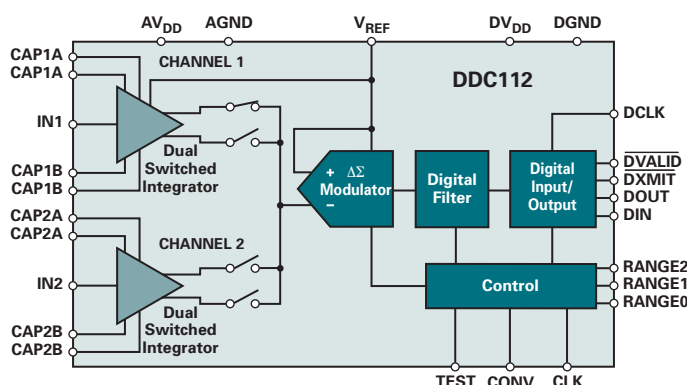 AVDD AGND VREF DVDD DGND
CAP1A
CAP1A
IN1
CAP1B
CAP1B
CHANNEL 1
Dual
Switched
Integrator
CAP2A
CAP2A
IN2
CAP2B
CAP2B
CHANNEL 2
Dual
Switched
Integrator
DDC112
+ ΔΣ
Modulator
–
Digital
Filter
Digital
Input/
Output
Control
DCLK
DVALID
DXMIT
DOUT
DIN
RANGE2
RANGE1
RANGE0
TEST CONV CLK